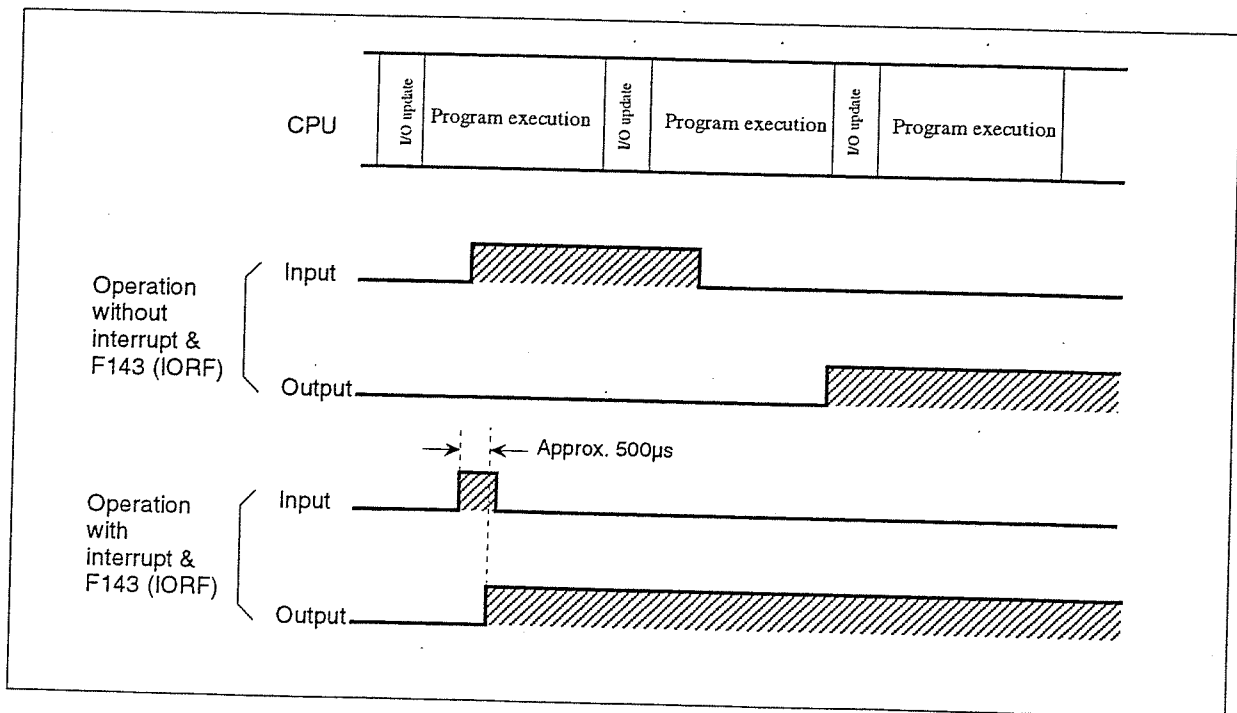 CPU
I/O update
Program execution
I/O update
Program execution
I/O update
Program execution
Operation
without
interrupt &
F143 (IORF)
Input
Output
Approx. 500µs
Operation
with
interrupt &
F143 (IORF)
Input
Output